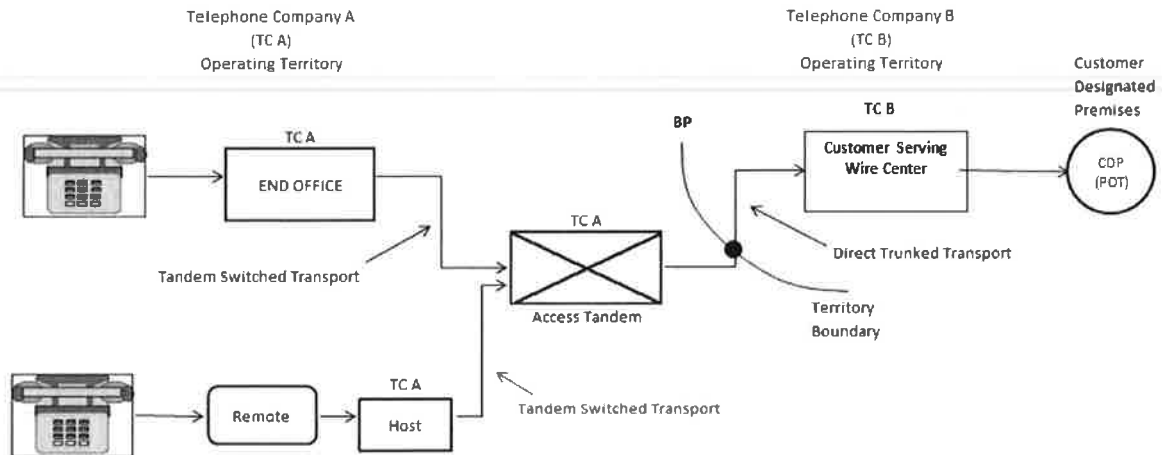 Telephone Company A
(TC A)
Operating Territory
Telephone Company B
(TC B)
Operating Territory
Customer
Designated
Premises
TC A
END OFFICE
BP
TC B
Customer Serving
Wire Center
CDP
(POT)
Tandem Switched Transport
TC A
Access Tandem
Direct Trunked Transport
Territory
Boundary
Remote
TC A
Host
Tandem Switched Transport